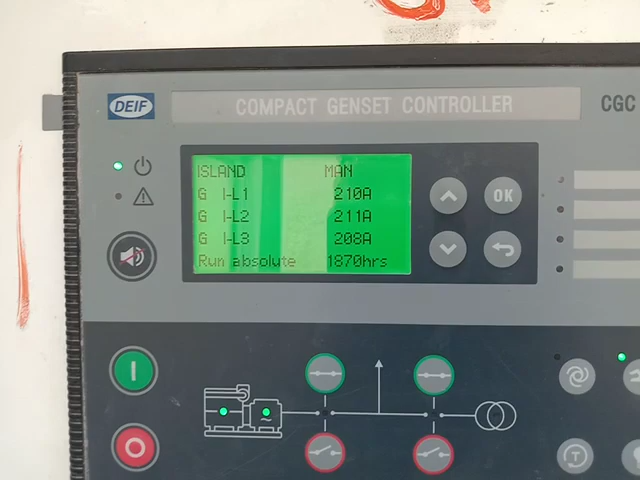 DEIF
COMPACT GENSET CONTROLLER
CGC
ISLAND MAN
G I-L1 210A
G I-L2 211A
G I-L3 208A
Run absolute 1870hrs
OK
T